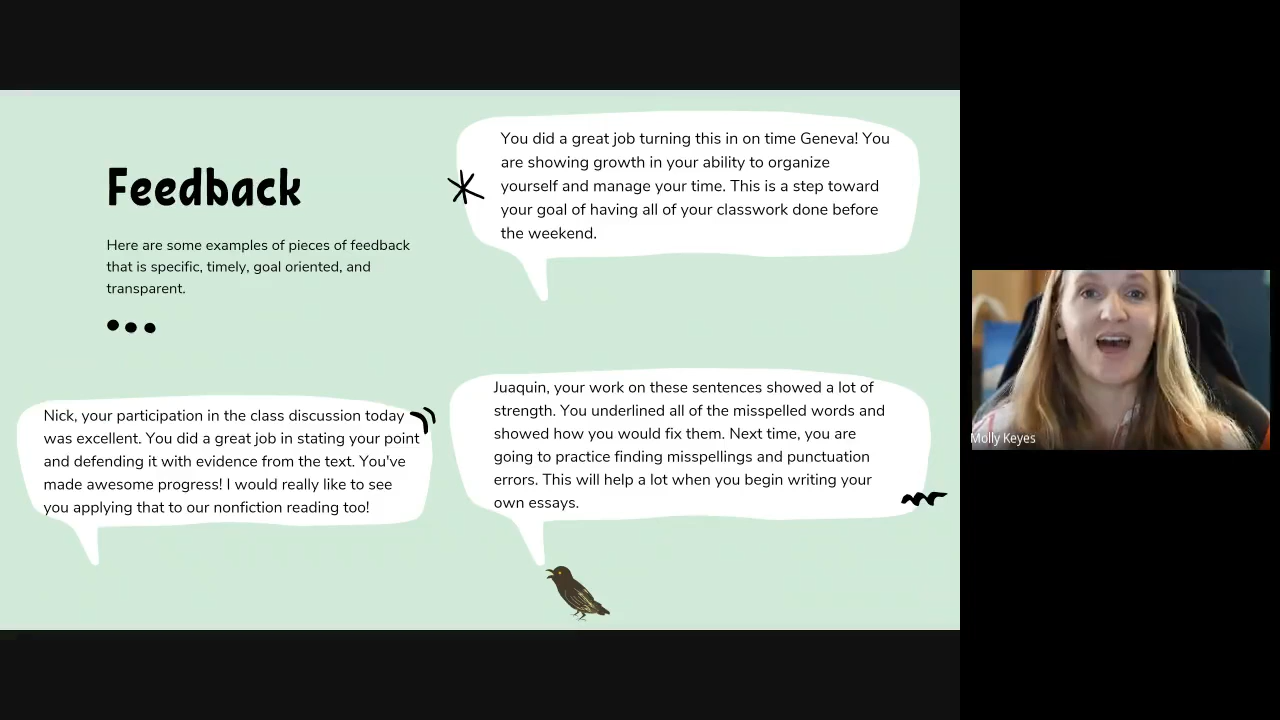 Feedback
Here are some examples of pieces of feedback
that is specific, timely, goal oriented, and
transparent.
You did a great job turning this in on time Geneva! You
are showing growth in your ability to organize
yourself and manage your time. This is a step toward
your goal of having all of your classwork done before
the weekend.
Nick, your participation in the class discussion today
was excellent. You did a great job in stating your point
and defending it with evidence from the text. You've
made awesome progress! I would really like to see
you applying that to our nonfiction reading too!
Juaquin, your work on these sentences showed a lot of
strength. You underlined all of the misspelled words and
showed how you would fix them. Next time, you are
going to practice finding misspellings and punctuation
errors. This will help a lot when you begin writing your
own essays.
Molly Keyes